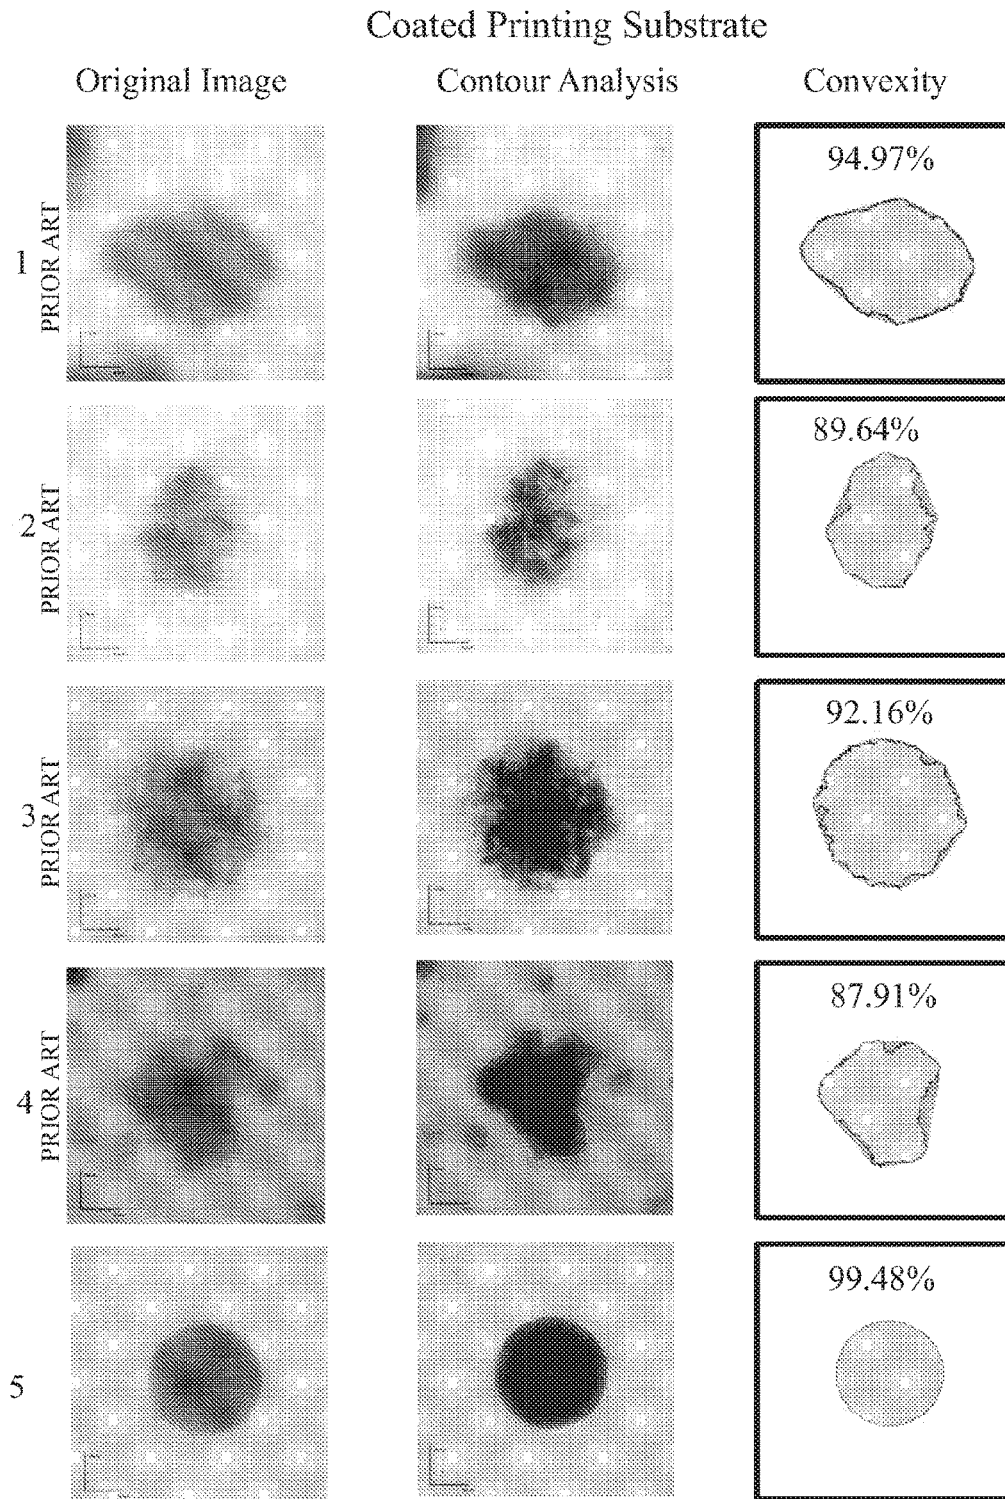 Coated Printing Substrate
Original Image Contour Analysis Convexity
1 PRIOR ART 94.97%
2 PRIOR ART 89.64%
3 PRIOR ART 92.16%
4 PRIOR ART 87.91%
5 99.48%